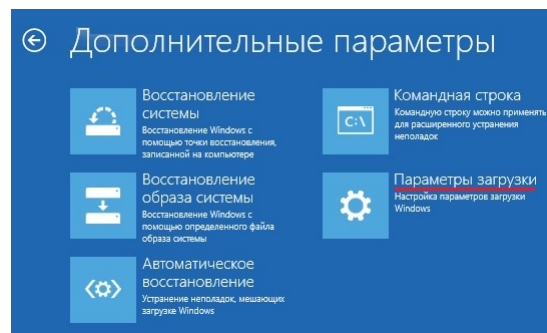 Дополнительные параметры
Восстановление
системы
Восстановление Windows с
помощью точки восстановления,
записанной на компьютере
Восстановление
образа системы
Восстановление Windows с
помощью определенного файла
образа системы
Автоматическое
восстановление
Устранение неполадок, мешающих
загрузке Windows
C:\
Командная строка
Командную строку можно применять
для расширенного устранения
неполадок
Параметры загрузки
Настройка параметров загрузки
Windows